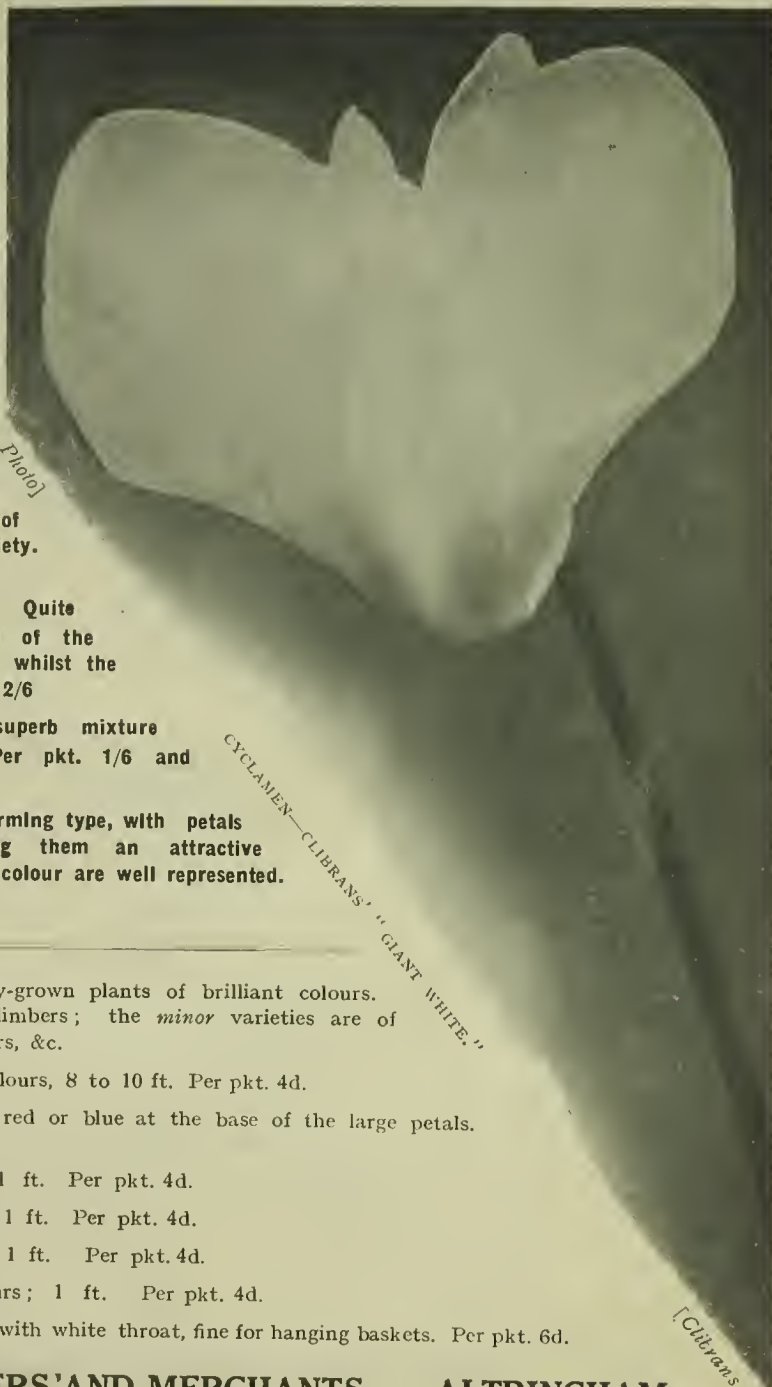 Photo]
of
ety.
Quite
of the
whilst the
2/6
superb mixture
Per pkt. 1/6 and
rming type, with petals
g them an attractive
colour are well represented.
CYCLAMEN—CLIBRANS' "GIANT WHITE."
y-grown plants of brilliant colours.
limbers; the minor varieties are of
rs, &c.
lours, 8 to 10 ft. Per pkt. 4d.
red or blue at the base of the large petals.
1 ft. Per pkt. 4d.
1 ft. Per pkt. 4d.
1 ft. Per pkt. 4d.
urs; 1 ft. Per pkt. 4d.
with white throat, fine for hanging baskets. Per pkt. 6d.
[Clibrans
ERS' AND MERCHANTS ALTRINCHAM